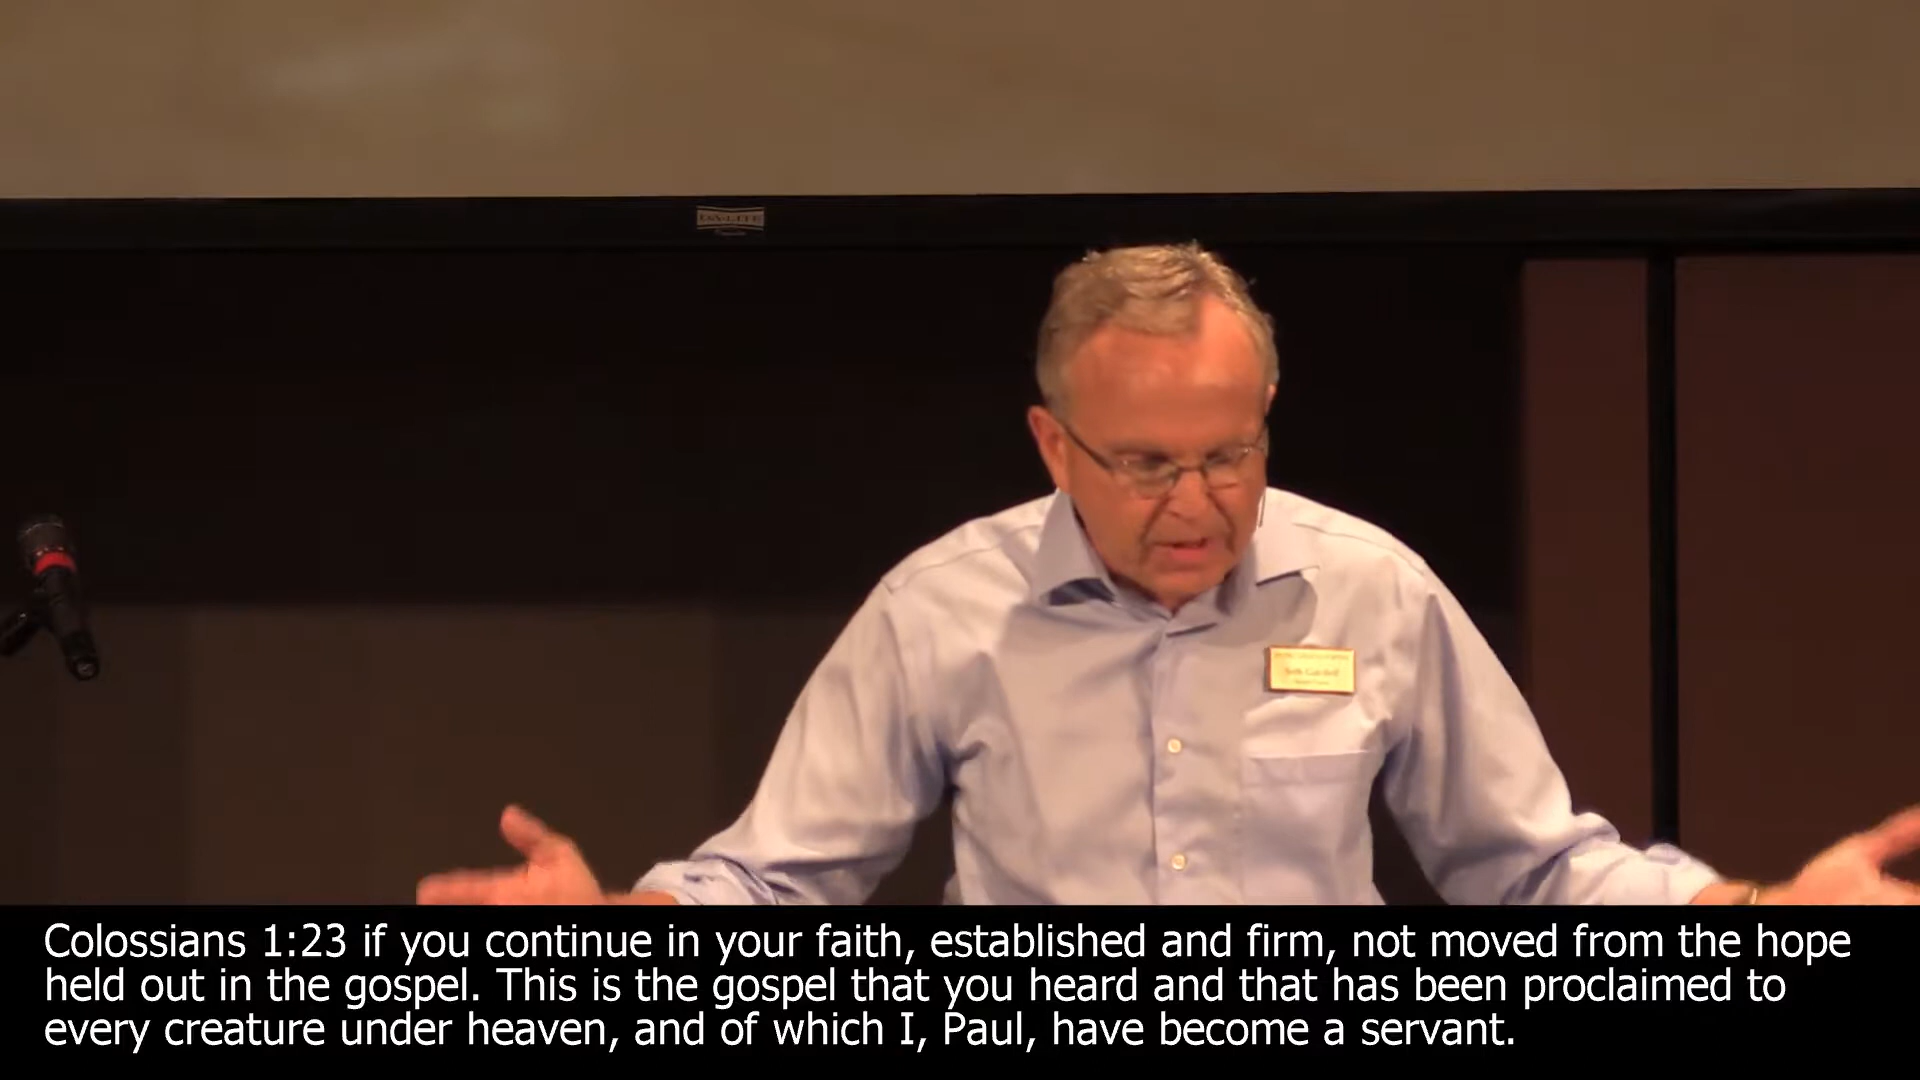 DA-LITE
Colossians 1:23 if you continue in your faith, established and firm, not moved from the hope
held out in the gospel. This is the gospel that you heard and that has been proclaimed to
every creature under heaven, and of which I, Paul, have become a servant.